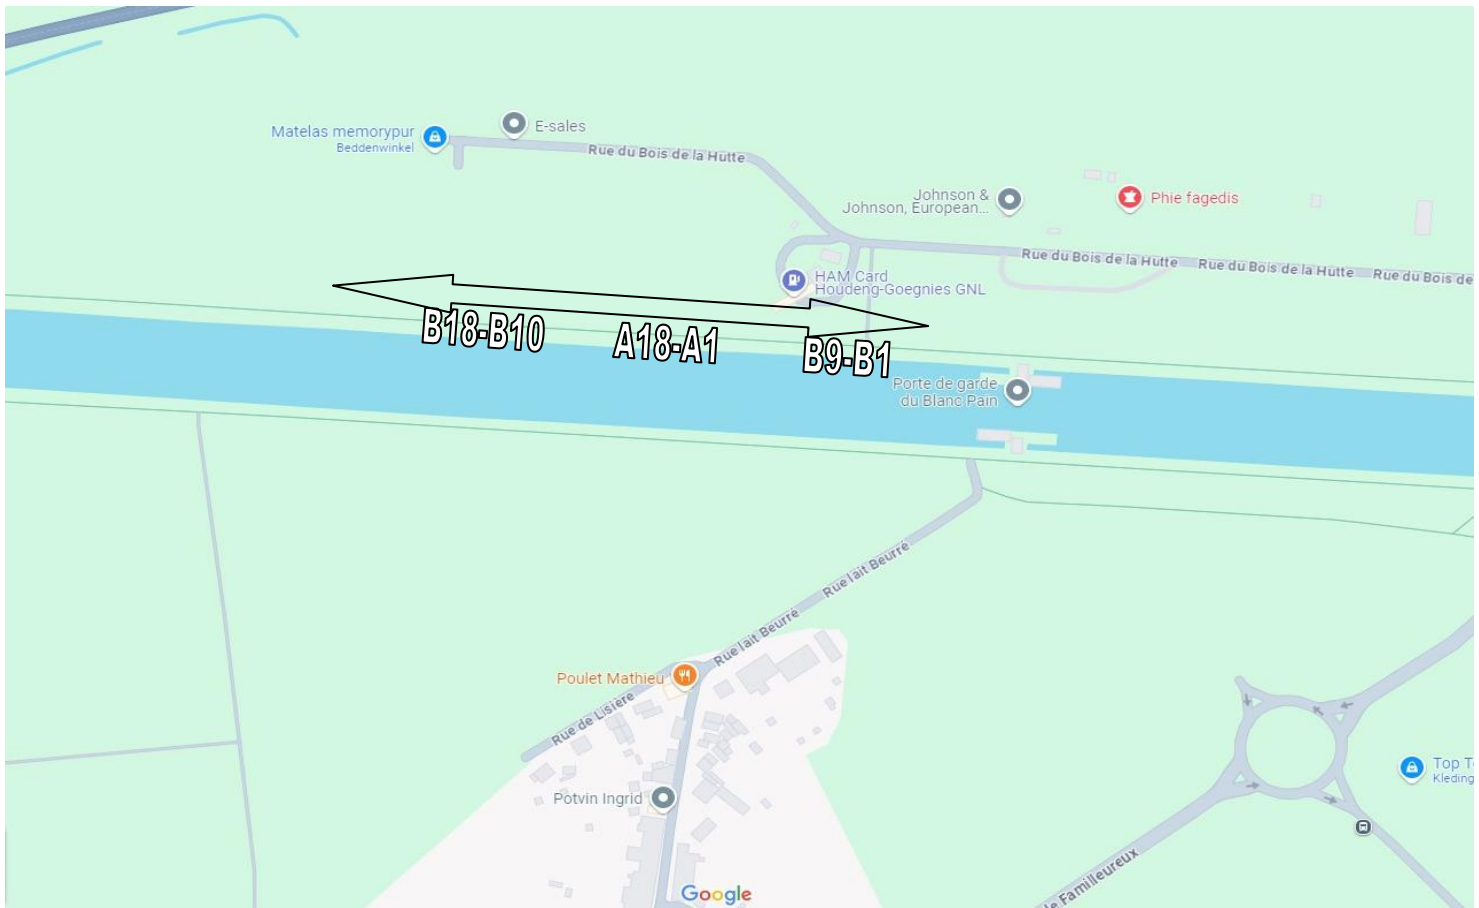 E-sales
Matelas memorypur
Beddenwinkel
Rue du Bois de la Hutte
Johnson &
Johnson, European...
Phie fagedis
Rue du Bois de la Hutte
Rue du Bois de la Hutte
Rue du Bois de
HAM Card
Houdeng-Goegnies GNL
B18-B10
A18-A1
B9-B1
Porte de garde
du Blanc Pain
Rue lait Beurré
Rue lait Beurré
Poulet Mathieu
Rue de Lisière
Potvin Ingrid
Top T
Kleding
de Familleureux
Google